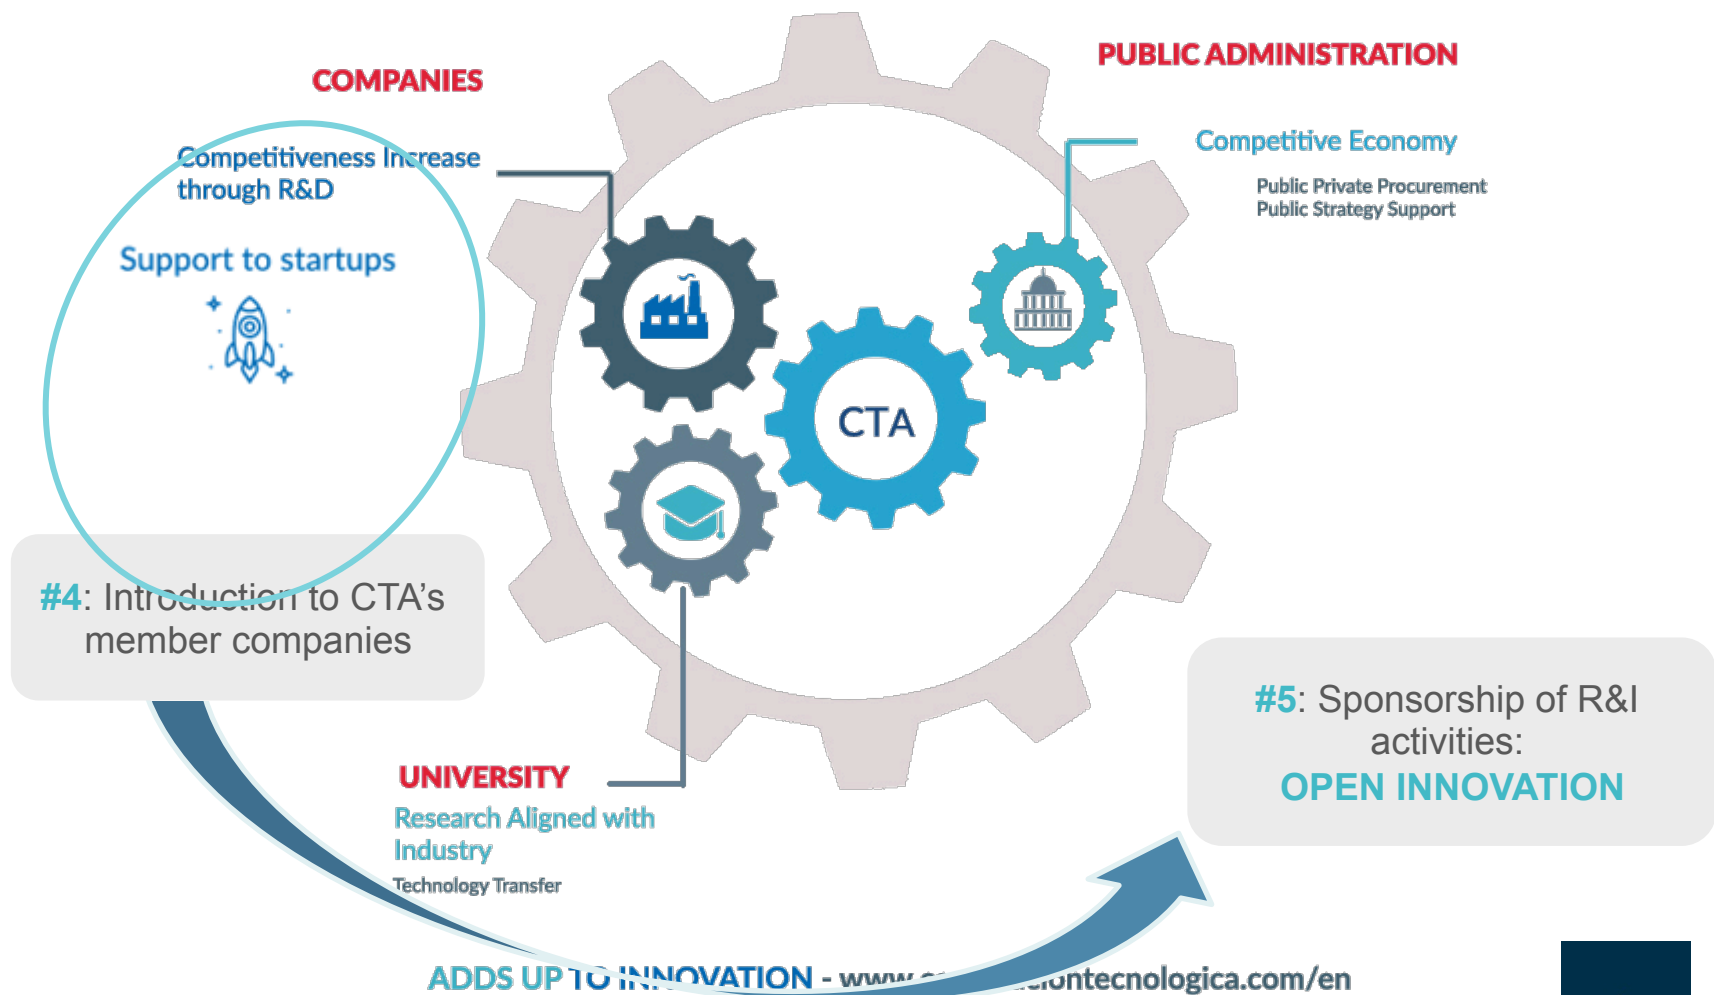 COMPANIES
Competitiveness Increase
through R&D
Support to startups
PUBLIC ADMINISTRATION
Competitive Economy
Public Private Procurement
Public Strategy Support
CTA
#4: Introduction to CTA's
member companies
#5: Sponsorship of R&I
activities:
OPEN INNOVATION
UNIVERSITY
Research Aligned with
Industry
Technology Transfer
ADDS UP TO INNOVATION -